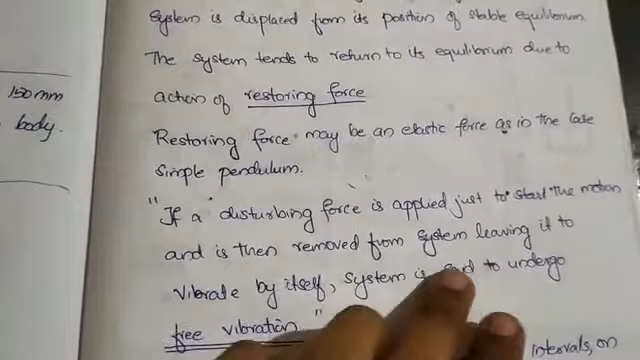 System is displaced from its position of stable equilibrium
The system tends to return to its equilibrium due to
action of restoring force
Restoring force may be an elastic force as in the case
simple pendulum.
"If a disturbing force is applied just to start the motion
and is then removed from system leaving it to
vibrate by itself, system is said to undergo
free vibration"
150mm
body.
intervals, on